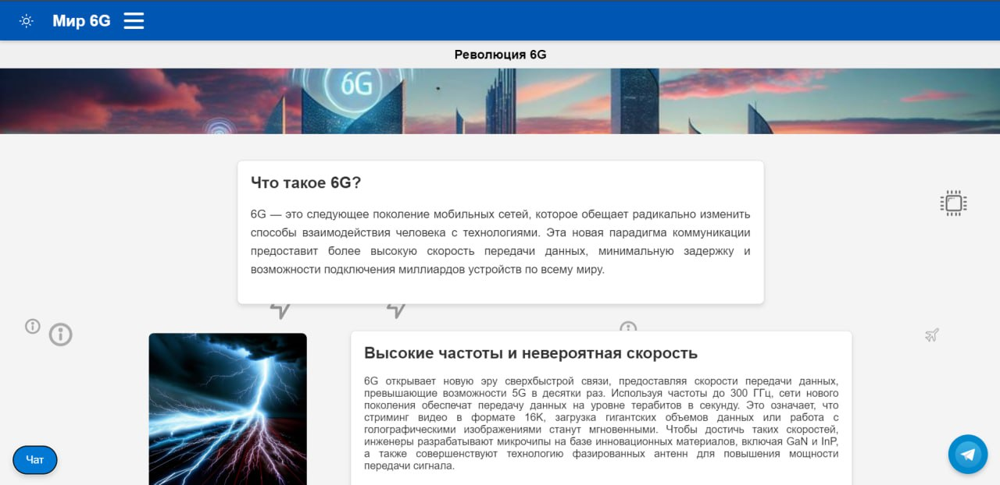 Мир 6G
Революция 6G
6G
Что такое 6G?
6G — это следующее поколение мобильных сетей, которое обещает радикально изменить
способы взаимодействия человека с технологиями. Эта новая парадигма коммуникации
предоставит более высокую скорость передачи данных, минимальную задержку и
возможности подключения миллиардов устройств по всему миру.
Высокие частоты и невероятная скорость
6G открывает новую эру сверхбыстрой связи, предоставляя скорости передачи данных,
превышающие возможности 5G в десятки раз. Используя частоты до 300 ГГц, сети нового
поколения обеспечат передачу данных на уровне терабитов в секунду. Это означает, что
стриминг видео в формате 16K, загрузка гигантских объемов данных или работа с
голографическими изображениями станут мгновенными. Чтобы достичь таких скоростей,
инженеры разрабатывают микрочипы на базе инновационных материалов, включая GaN и InP,
а также совершенствуют технологию фазированных антенн для повышения мощности
передачи сигнала.
Чат